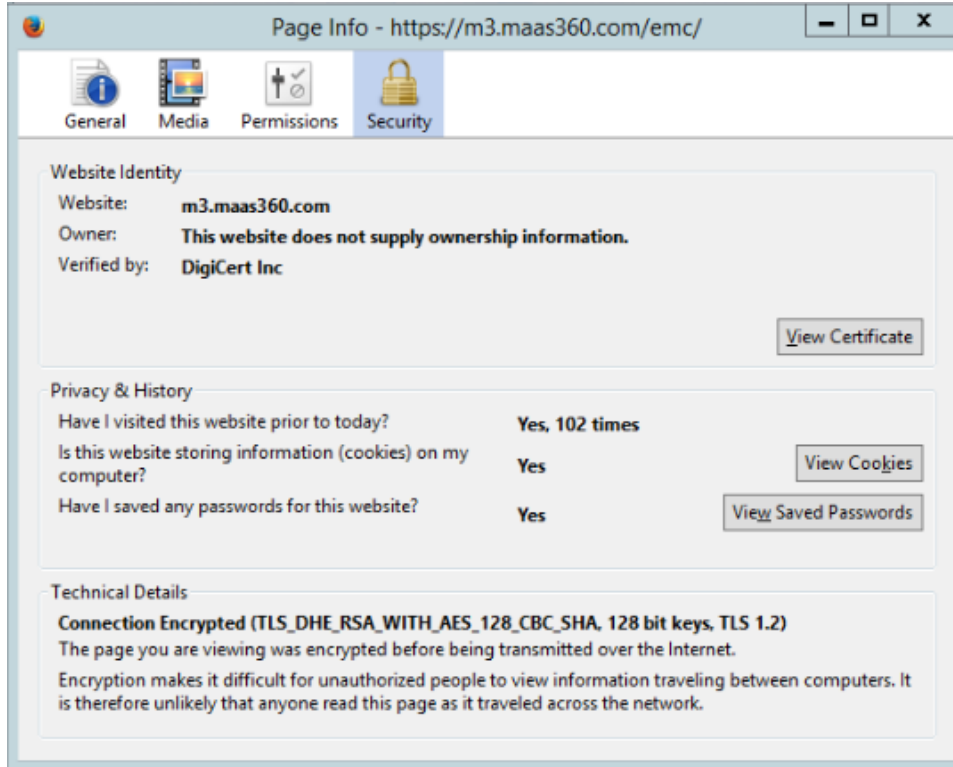 Page Info - https://m3.maas360.com/emc/
General Media Permissions Security
Website Identity
Website: m3.maas360.com
Owner: This website does not supply ownership information.
Verified by: DigiCert Inc
View Certificate
Privacy & History
Have I visited this website prior to today? Yes, 102 times
Is this website storing information (cookies) on my
computer? Yes View Cookies
Have I saved any passwords for this website? Yes View Saved Passwords
Technical Details
Connection Encrypted (TLS_DHE_RSA_WITH_AES_128_CBC_SHA, 128 bit keys, TLS 1.2)
The page you are viewing was encrypted before being transmitted over the Internet.
Encryption makes it difficult for unauthorized people to view information traveling between computers. It
is therefore unlikely that anyone read this page as it traveled across the network.